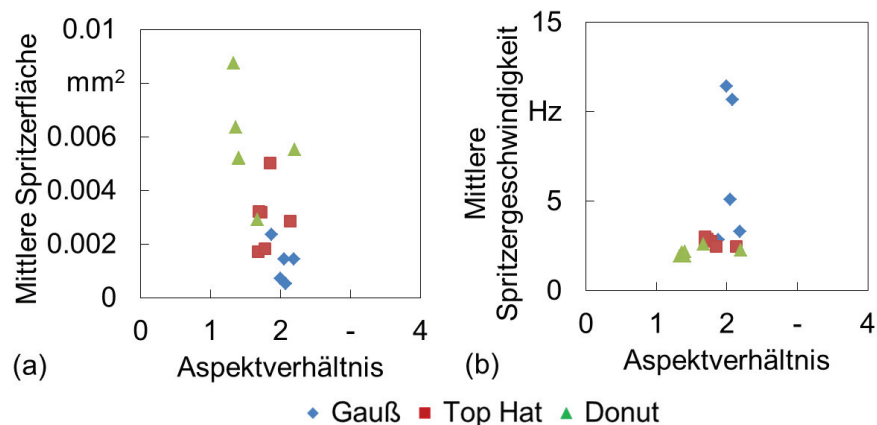 0.01
mm²
0.006
0.004
0.002
0
0 1 2 - 4
Mittlere Spritzerfläche
Aspektverhältnis
(a)
15
Hz
5
0
0 1 2 - 4
Mittlere
Spritzergeschwindigkeit
Aspektverhältnis
(b)
Gauß Top Hat Donut